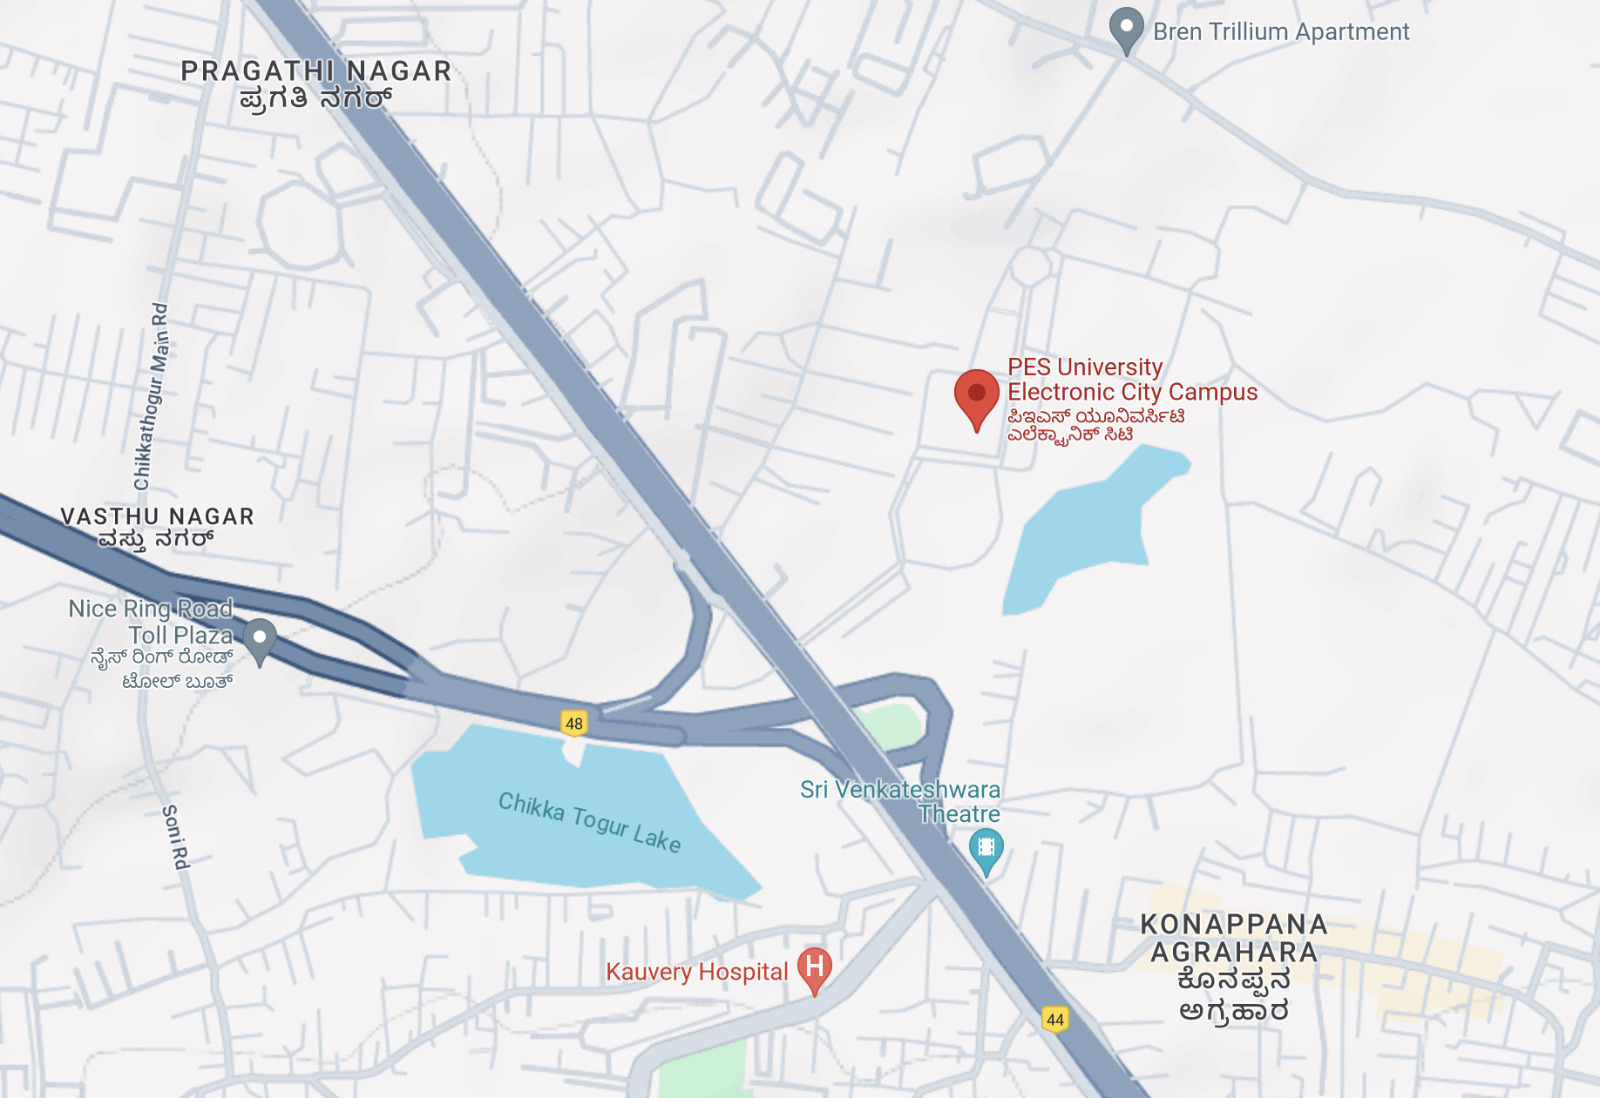 Bren Trillium Apartment
PRAGATHI NAGAR
ಪ್ರಗತಿ ನಗರ್
Chikkathogur Main Rd
PES University
Electronic City Campus
ಪಿಇಎಸ್ ಯೂನಿವರ್ಸಿಟಿ
ಎಲೆಕ್ಟ್ರಾನಿಕ್ ಸಿಟಿ
VASTHU NAGAR
ವಸ್ತು ನಗರ್
Nice Ring Road
Toll Plaza
ನೈಸ್ ರಿಂಗ್ ರೋಡ್
ಟೋಲ್ ಬೂತ್
48
Chikka Togur Lake
Sri Venkateshwara
Theatre
Soni Rd
KONAPPANA
AGRAHARA
ಕೊನಪ್ಪನ
ಅಗ್ರಹಾರ
Kauvery Hospital
H
44